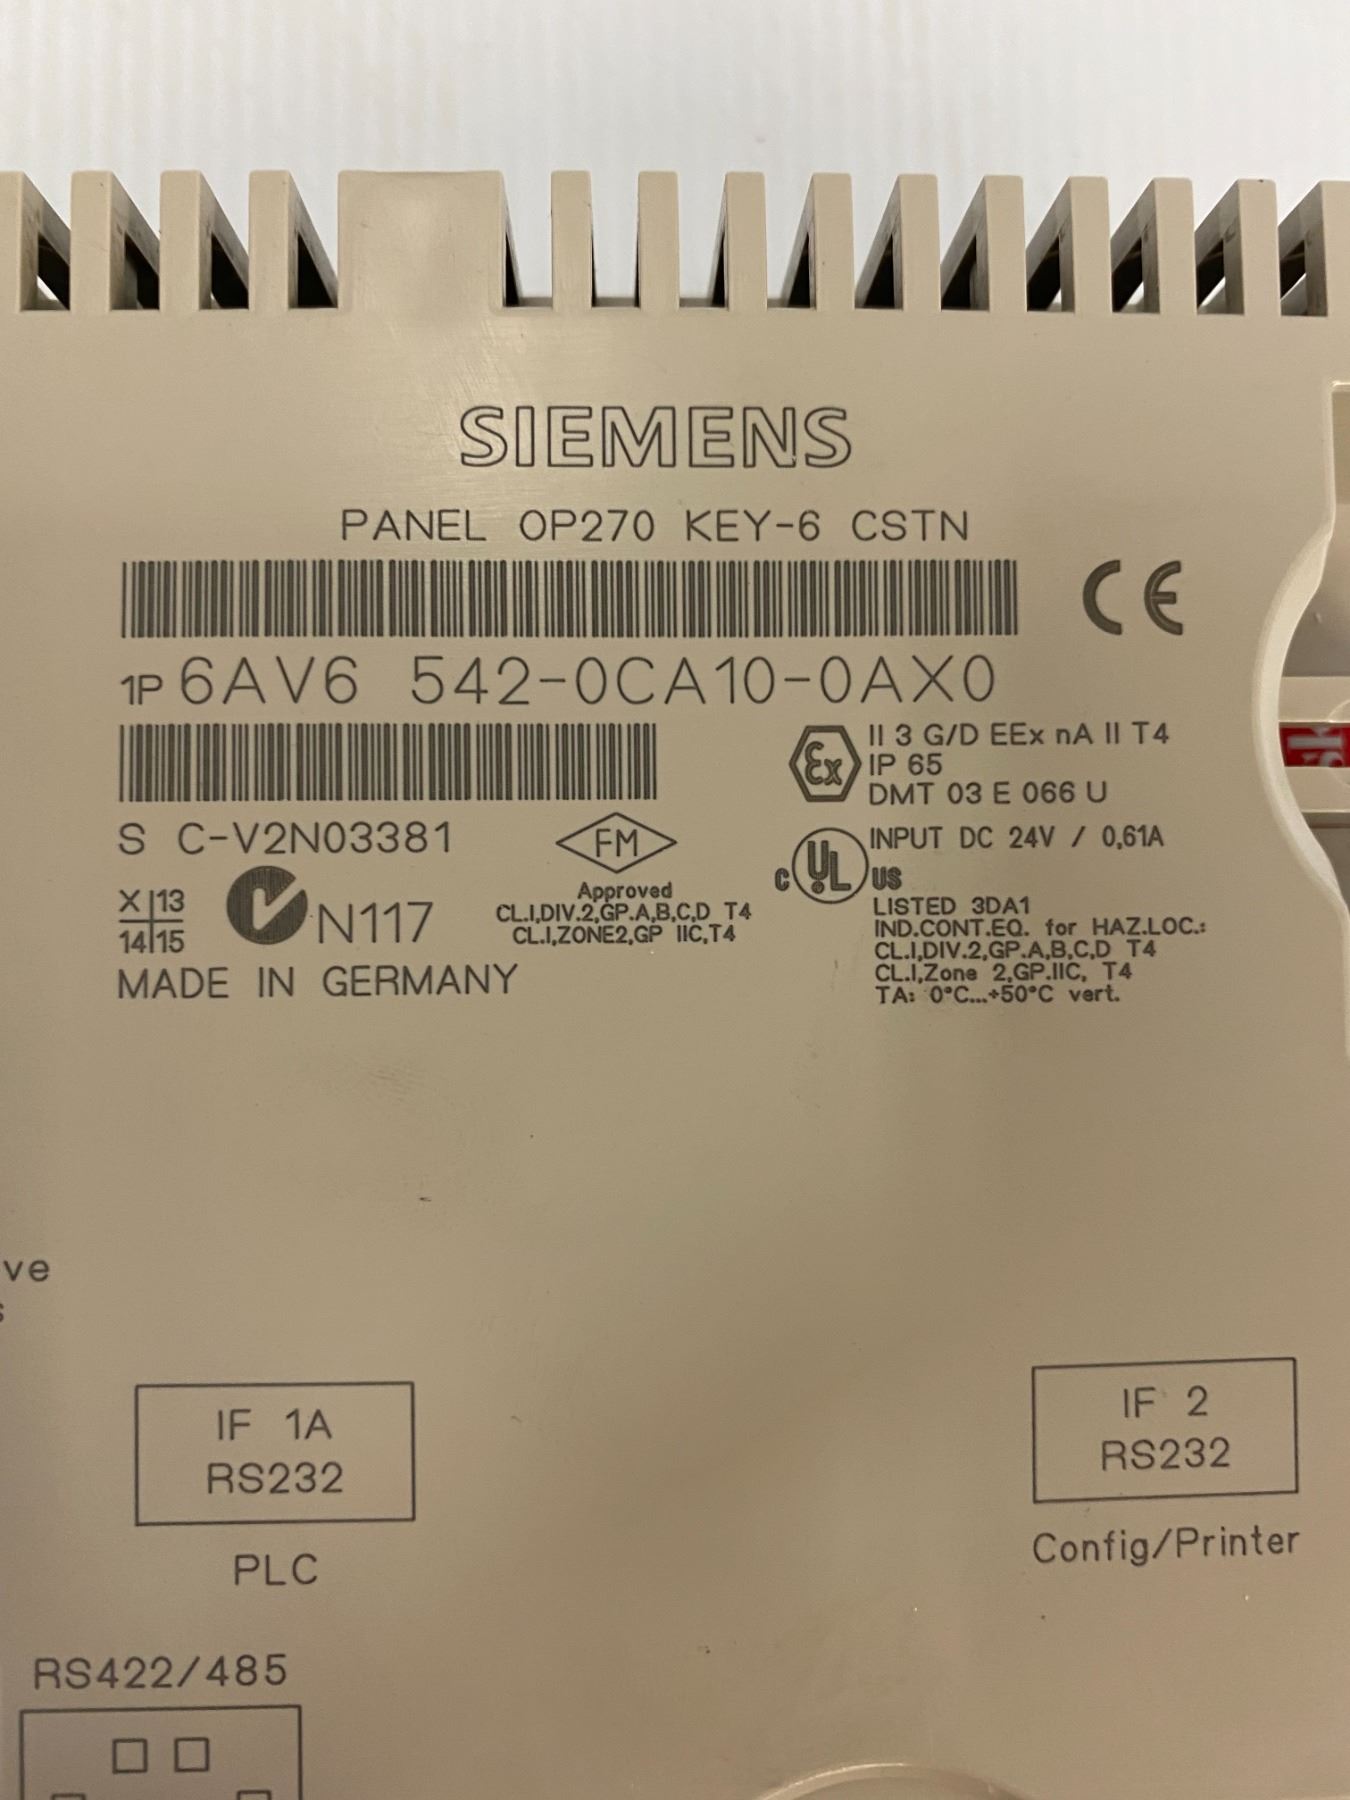 SIEMENS
PANEL OP270 KEY-6 CSTN
CE
1P 6AV6 542-0CA10-0AX0
Ex
II 3 G/D EEx nA II T4
IP 65
DMT 03 E 066 U
S C-V2N03381
FM
Approved
CL.I,DIV.2,GP.A,B,C,D T4
CL.I,ZONE2,GP IIC,T4
INPUT DC 24V / 0,61A
C UL US
LISTED 3DA1
IND.CONT.EQ. for HAZ.LOC.:
CL.I,DIV.2,GP.A,B,C,D T4
CL.I,Zone 2,GP.IIC, T4
TA: 0°C...+50°C vert.
X 13
14 15
N117
MADE IN GERMANY
ve
IF 1A
RS232
PLC
IF 2
RS232
Config/Printer
RS422/485